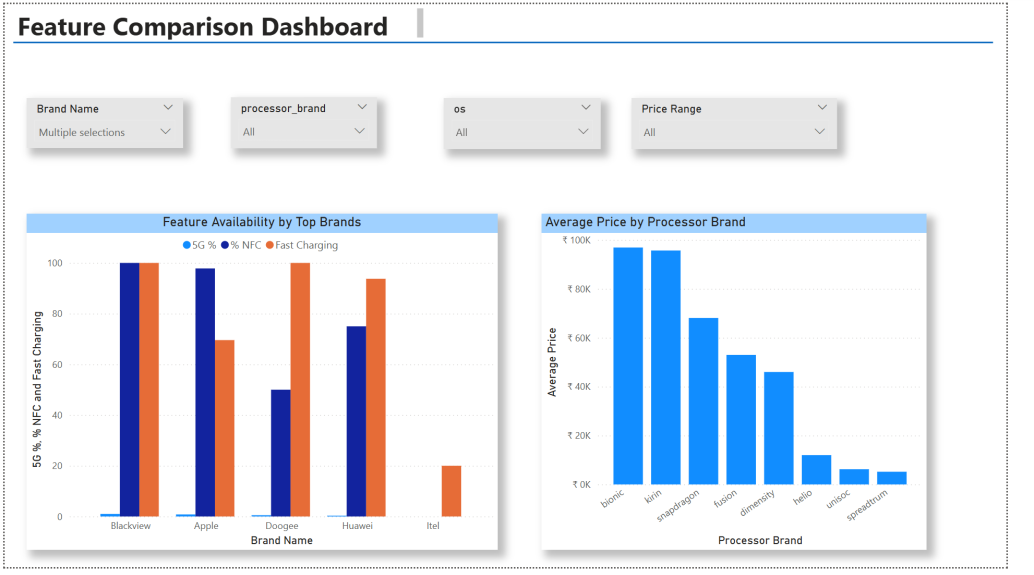 Feature Comparison Dashboard
Brand Name
Multiple selections
processor_brand
All
os
All
Price Range
All
Feature Availability by Top Brands
5G % % NFC Fast Charging
100
80
60
40
20
0
5G %, % NFC and Fast Charging
Blackview Apple Doogee Huawei Itel
Brand Name
Average Price by Processor Brand
₹ 100K
₹ 80K
₹ 60K
₹ 40K
₹ 20K
₹ 0K
Average Price
bionic kirin snapdragon fusion dimensity helio unisoc spreadtrum
Processor Brand